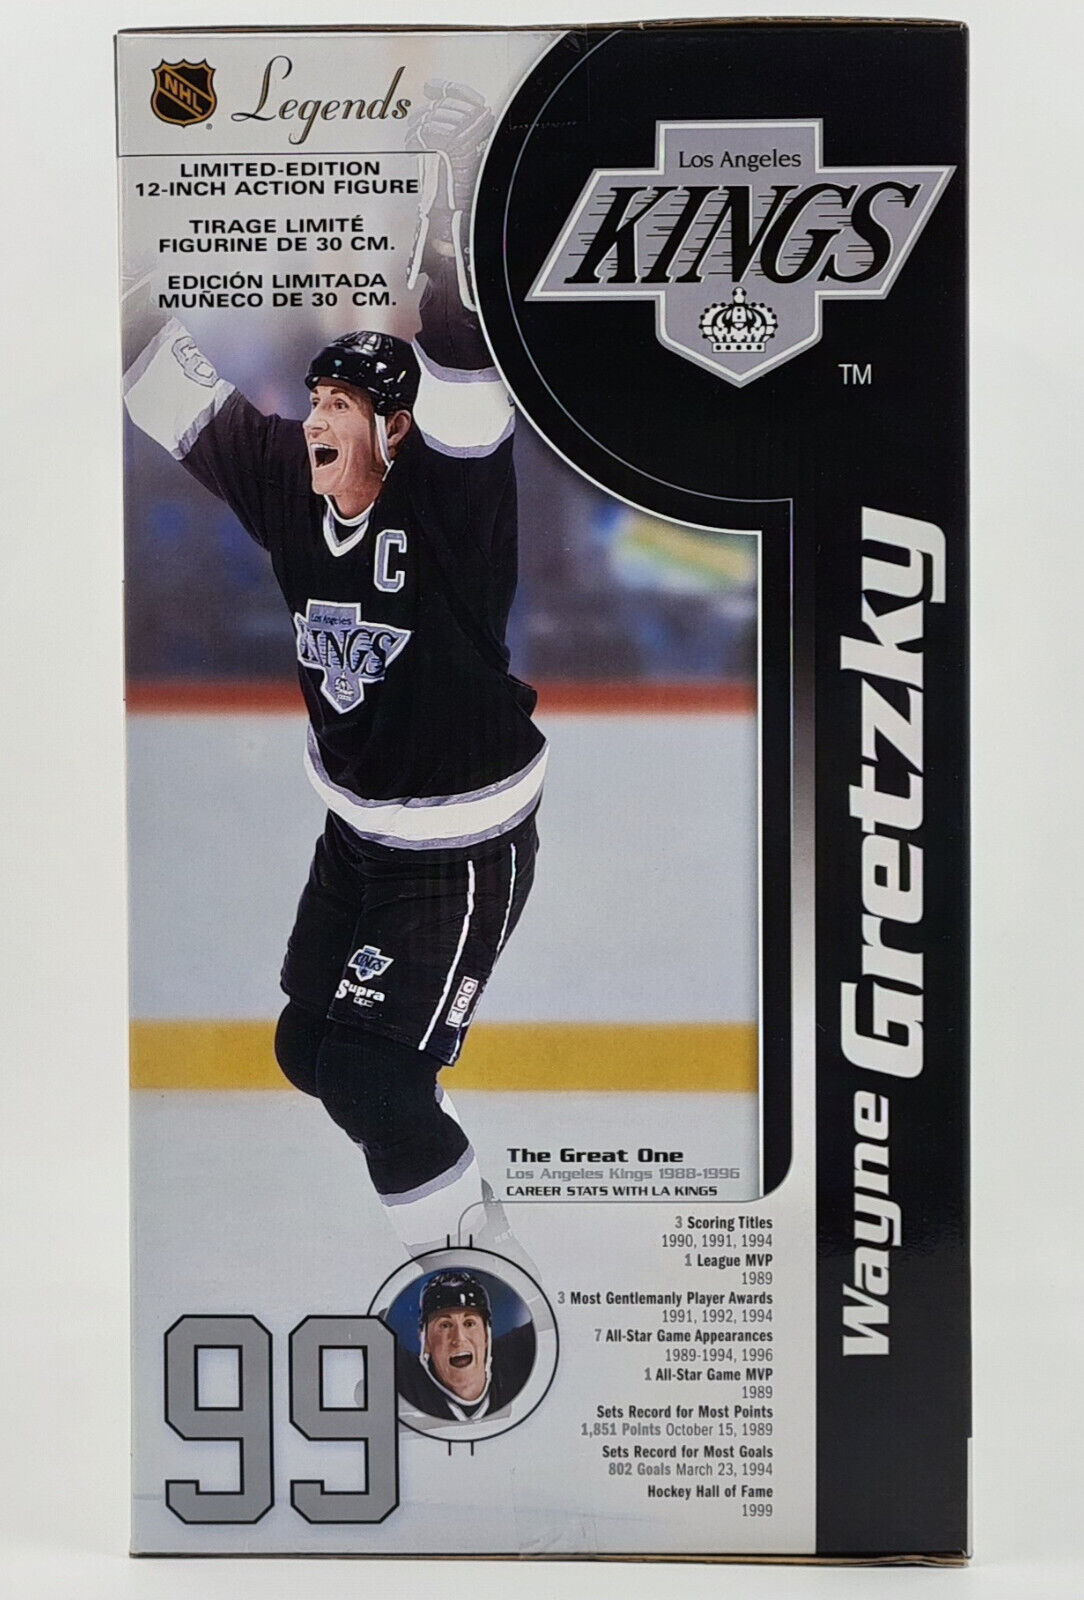 NHL
Legends
LIMITED-EDITION
12-INCH ACTION FIGURE
TIRAGE LIMITÉ
FIGURINE DE 30 CM.
EDICIÓN LIMITADA
MUÑECO DE 30 CM.
Los Angeles
KINGS
TM
C
Los Angeles
KINGS
KINGS
Supra
CCM
Wayne Gretzky
The Great One
Los Angeles Kings 1988-1996
CAREER STATS WITH LA KINGS
3 Scoring Titles
1990, 1991, 1994
1 League MVP
1989
3 Most Gentlemanly Player Awards
1991, 1992, 1994
7 All-Star Game Appearances
1989-1994, 1996
1 All-Star Game MVP
1989
Sets Record for Most Points
1,851 Points October 15, 1989
Sets Record for Most Goals
802 Goals March 23, 1994
Hockey Hall of Fame
1999
99